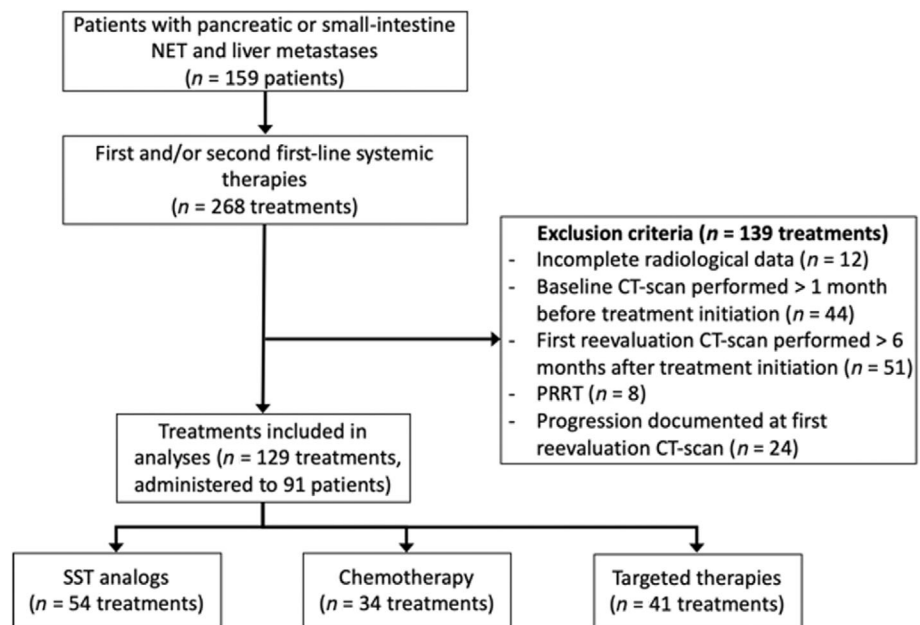 Patients with pancreatic or small-intestine
NET and liver metastases
(n = 159 patients)
First and/or second first-line systemic
therapies
(n = 268 treatments)
Exclusion criteria (n = 139 treatments)
- Incomplete radiological data (n = 12)
- Baseline CT-scan performed > 1 month
before treatment initiation (n = 44)
- First reevaluation CT-scan performed > 6
months after treatment initiation (n = 51)
- PRRT (n = 8)
- Progression documented at first
reevaluation CT-scan (n = 24)
Treatments included in
analyses (n = 129 treatments,
administered to 91 patients)
SST analogs
(n = 54 treatments)
Chemotherapy
(n = 34 treatments)
Targeted therapies
(n = 41 treatments)